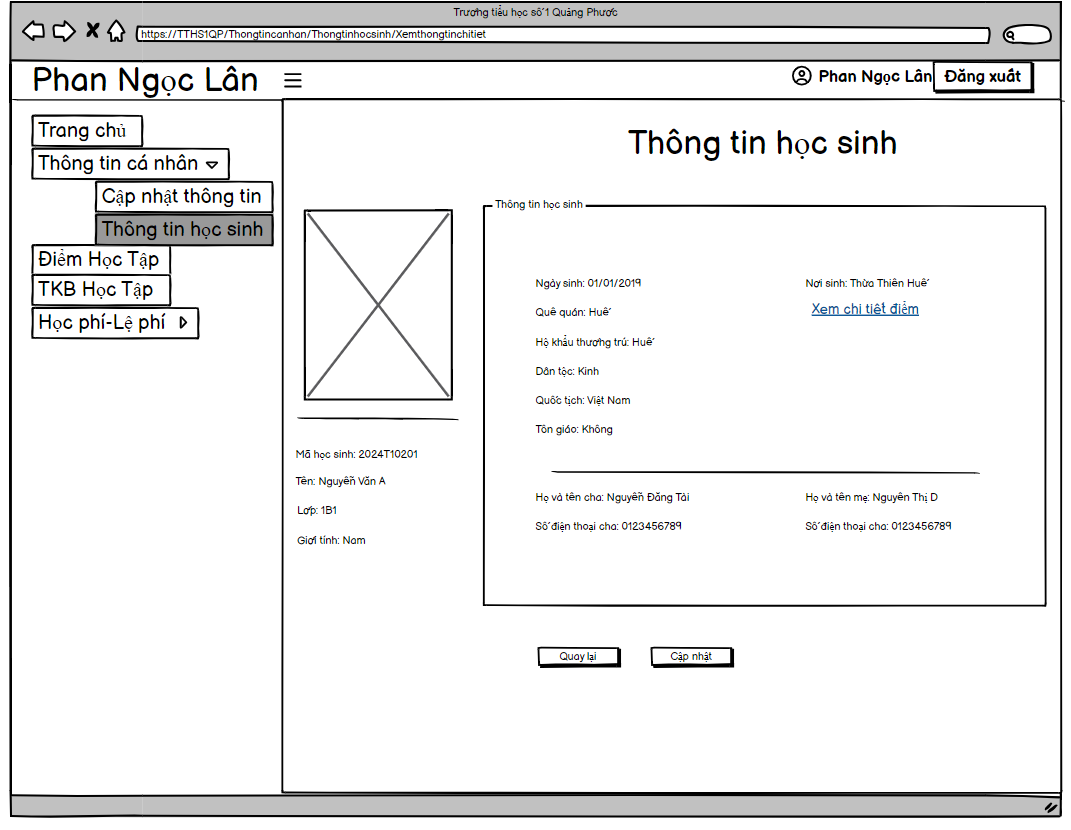 Trường tiểu học số 1 Quảng Phước
https://TTHS1QP/Thongtincanhan/Thongtinhocsinh/Xemthongtinchitiet
Phan Ngọc Lân
Phan Ngọc Lân
Đăng xuất
Trang chủ
Thông tin cá nhân
Cập nhật thông tin
Thông tin học sinh
Điểm Học Tập
TKB Học Tập
Học phí-Lệ phí
Thông tin học sinh
Mã học sinh: 2024T10201
Tên: Nguyễn Văn A
Lớp: 1B1
Giới tính: Nam
Thông tin học sinh
Ngày sinh: 01/01/2019
Nơi sinh: Thừa Thiên Huế
Quê quán: Huế
Xem chi tiết điểm
Hộ khẩu thương trú: Huế
Dân tộc: Kinh
Quốc tịch: Việt Nam
Tôn giáo: Không
Họ và tên cha: Nguyễn Đăng Tài
Họ và tên mẹ: Nguyên Thị D
Số điện thoại cha: 0123456789
Số điện thoại cha: 0123456789
Quay lại
Cập nhật